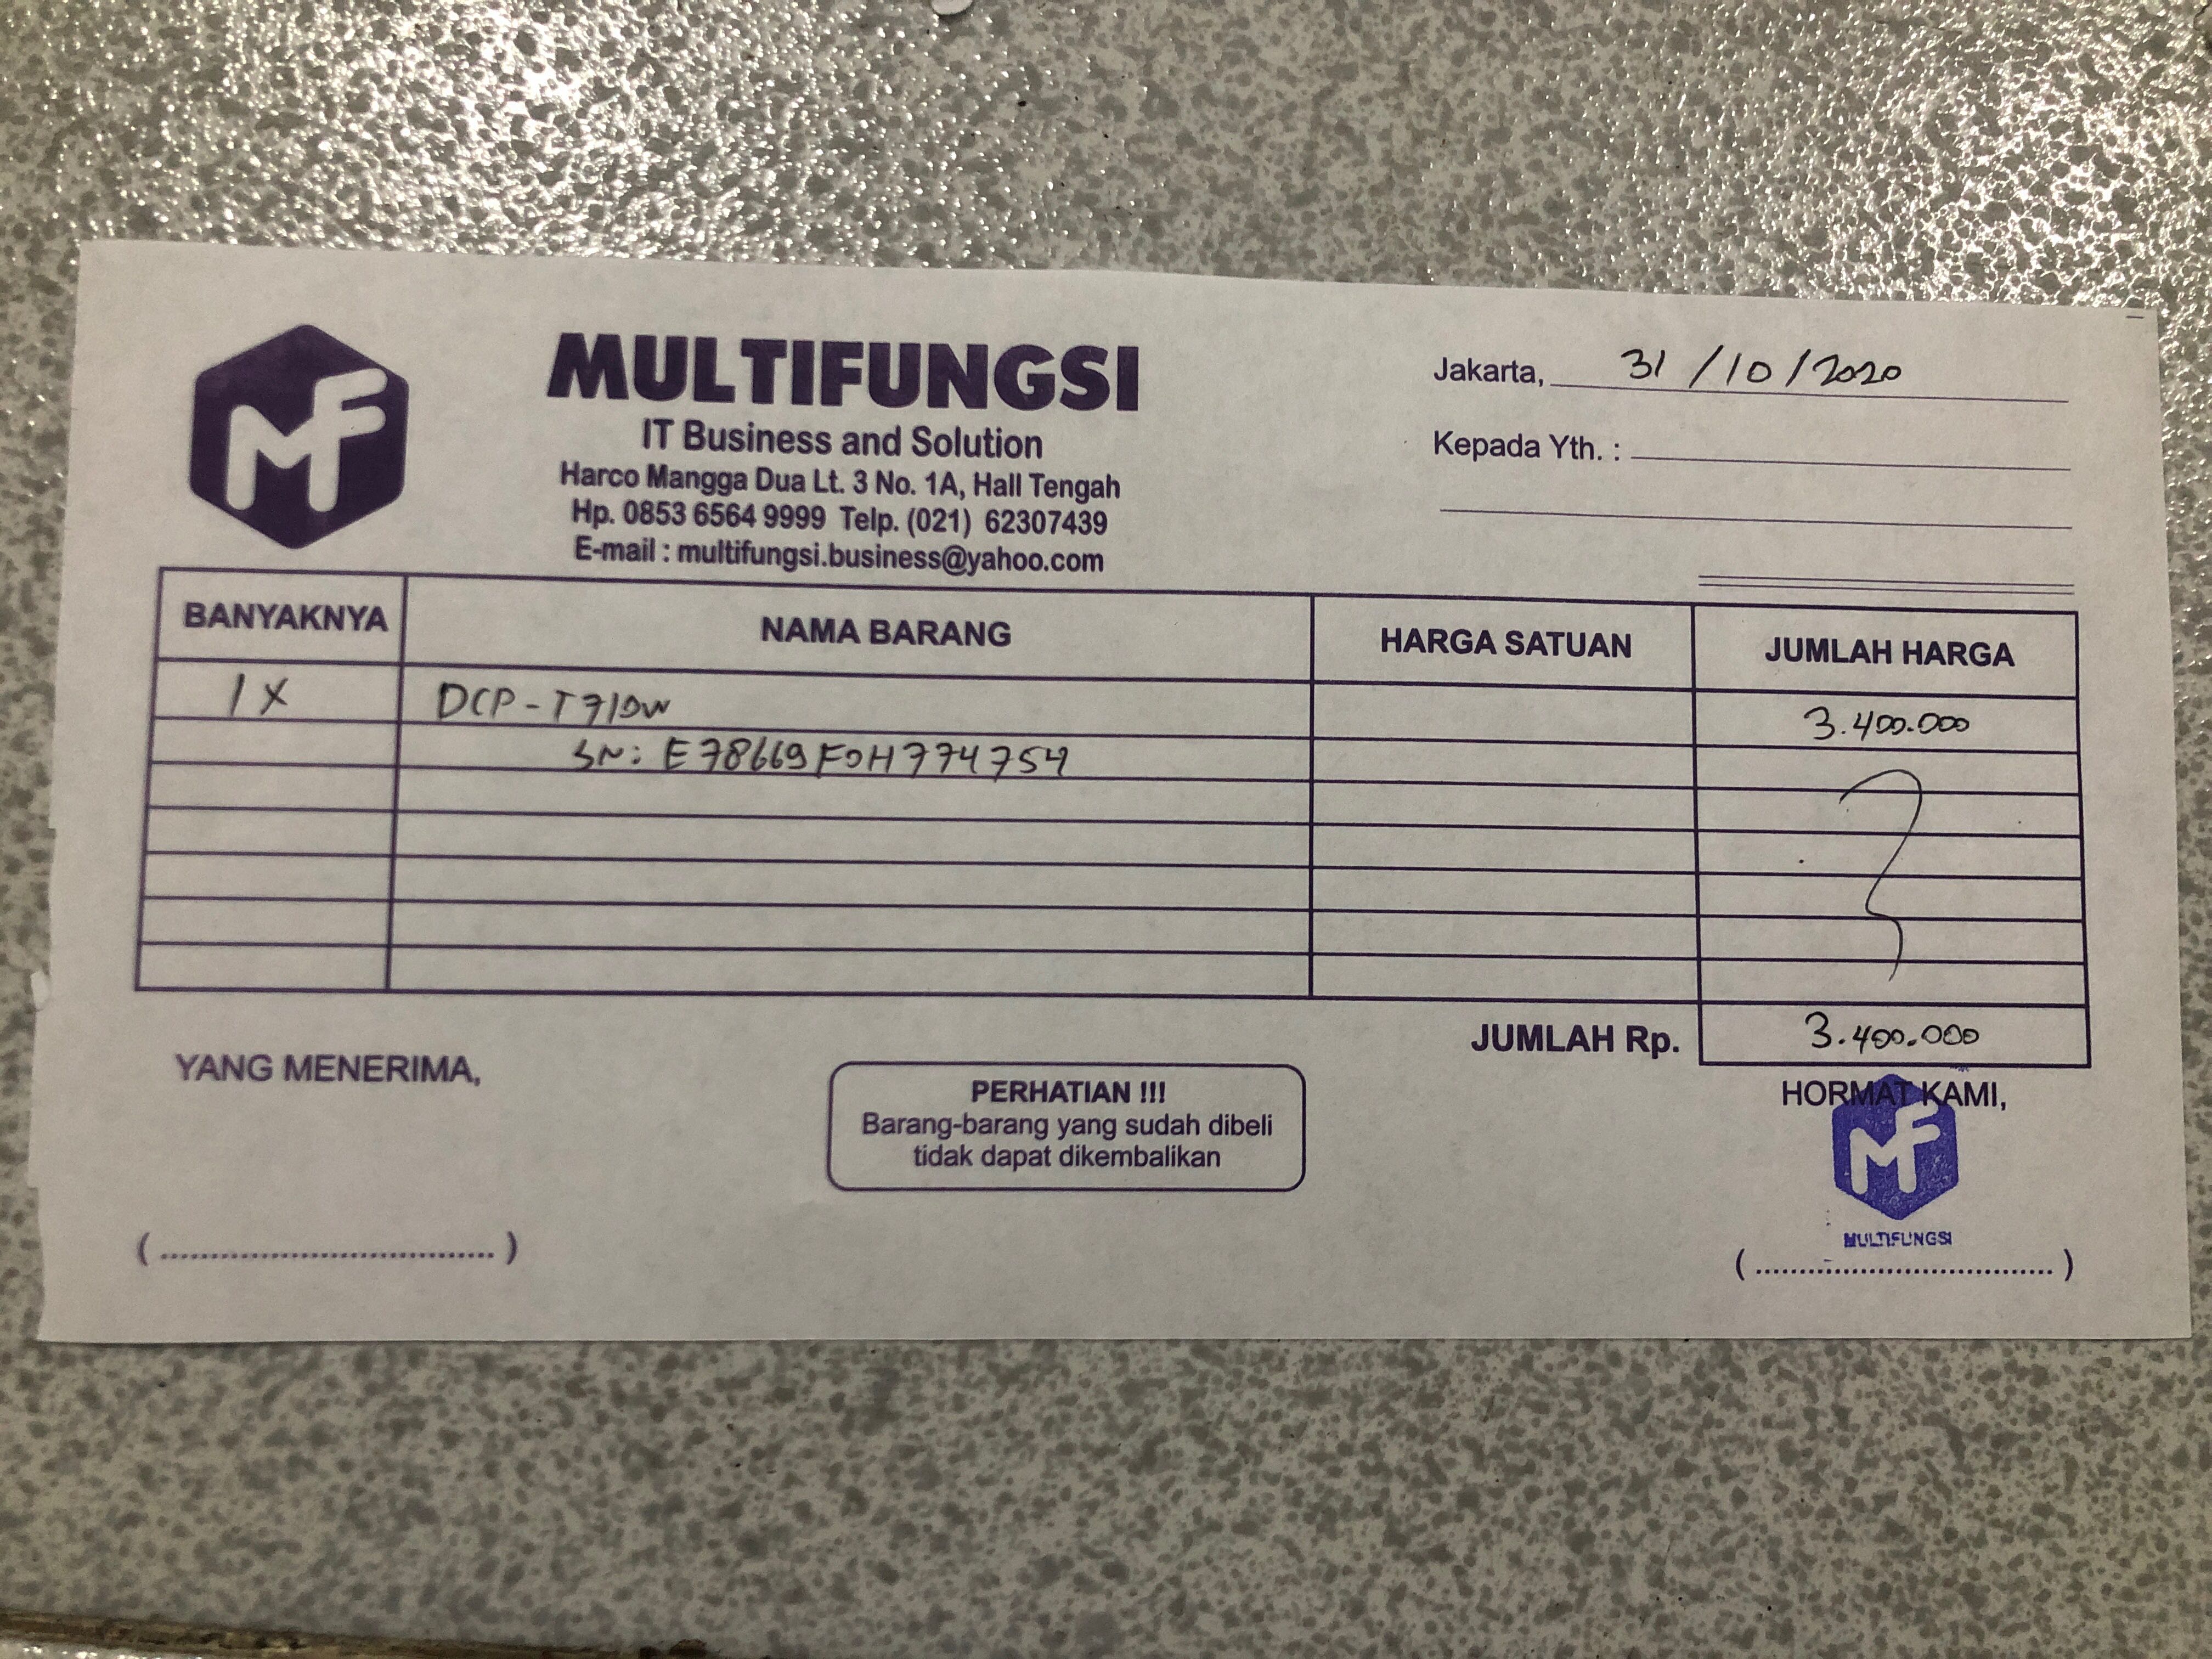 MF
MULTIFUNGSI
IT Business and Solution
Harco Mangga Dua Lt. 3 No. 1A, Hall Tengah
Hp. 0853 6564 9999 Telp. (021) 62307439
E-mail : multifungsi.business@yahoo.com
Jakarta, 31/10/2020
Kepada Yth. :
BANYAKNYA NAMA BARANG HARGA SATUAN JUMLAH HARGA
1 X DCP-T710W 3.400.000
SN: E78669F0H774754
JUMLAH Rp. 3.400.000
YANG MENERIMA,
PERHATIAN !!!
Barang-barang yang sudah dibeli
tidak dapat dikembalikan
HORMAT KAMI,
MF
MULTIFUNGSI
(................................)
(................................)